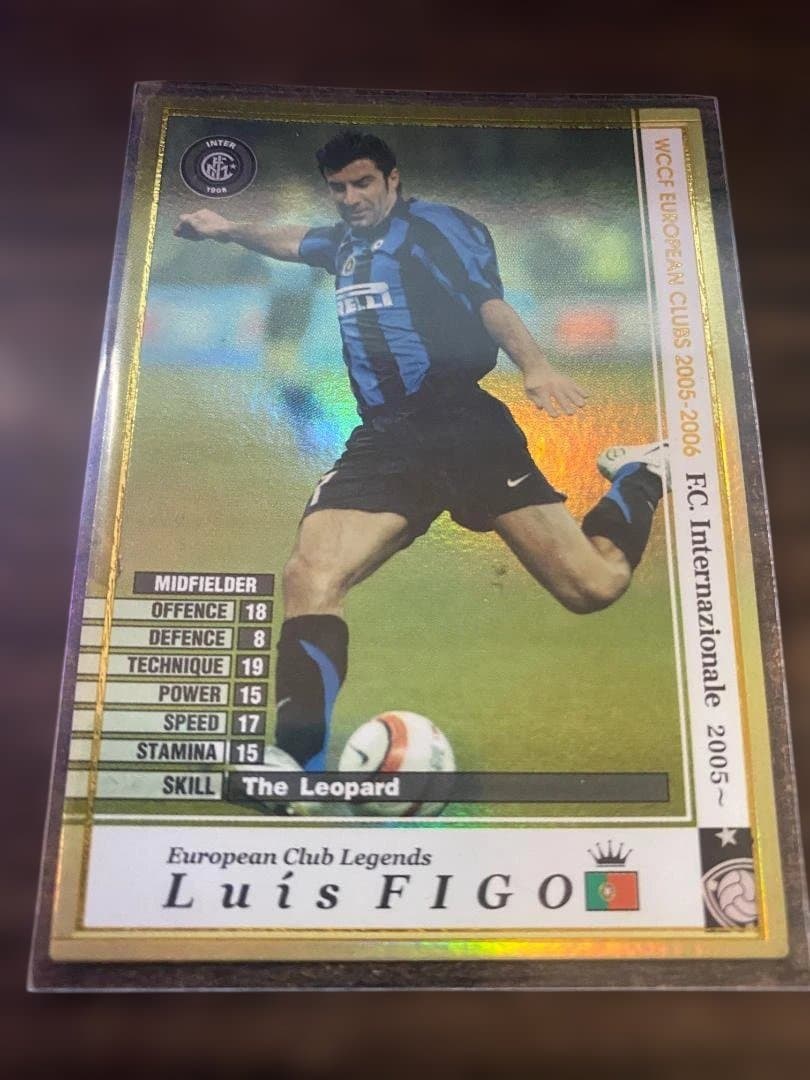 INTER
1908
WCCF EUROPEAN CLUBS 2005-2006 F.C. Internazionale 2005~
IRELLI
MIDFIELDER
OFFENCE 18
DEFENCE 8
TECHNIQUE 19
POWER 15
SPEED 17
STAMINA 15
SKILL The Leopard
European Club Legends
Luís FIGO